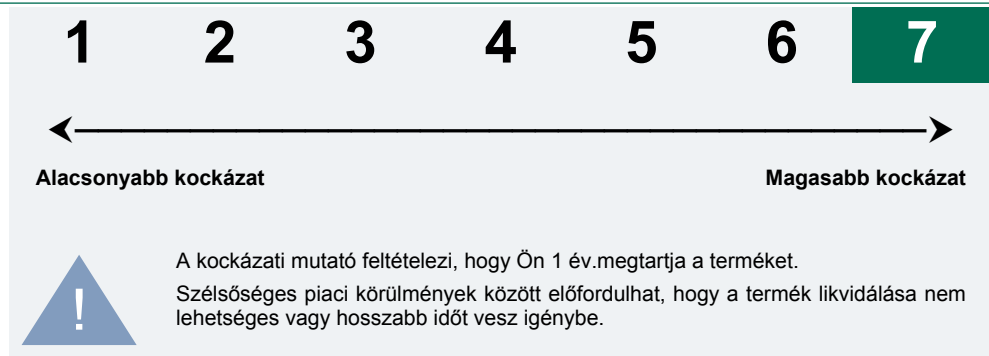 1 2 3 4 5 6 7
Alacsonyabb kockázat Magasabb kockázat
A kockázati mutató feltételezi, hogy Ön 1 év.megtartja a terméket.
Szélsőséges piaci körülmények között előfordulhat, hogy a termék likvidálása nem
lehetséges vagy hosszabb időt vesz igénybe.
!